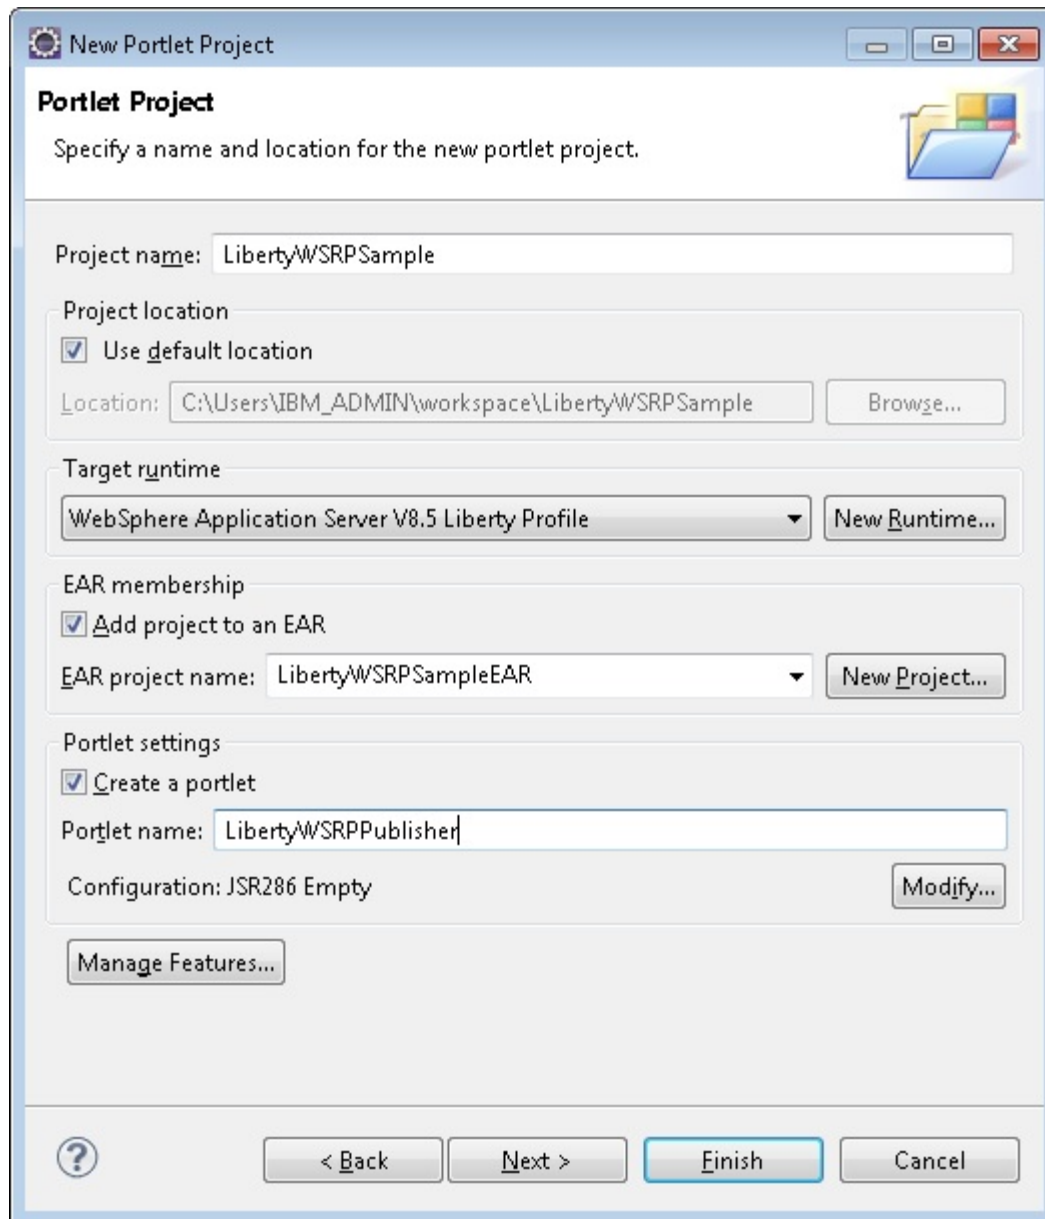 New Portlet Project
Portlet Project
Specify a name and location for the new portlet project.
Project name: LibertyWSRPSample
Project location
Use default location
Location: C:\Users\IBM_ADMIN\workspace\LibertyWSRPSample Browse...
Target runtime
WebSphere Application Server V8.5 Liberty Profile New Runtime...
EAR membership
Add project to an EAR
EAR project name: LibertyWSRPSampleEAR New Project...
Portlet settings
Create a portlet
Portlet name: LibertyWSRPPublisher
Configuration: JSR286 Empty Modify...
Manage Features...
? < Back Next > Finish Cancel